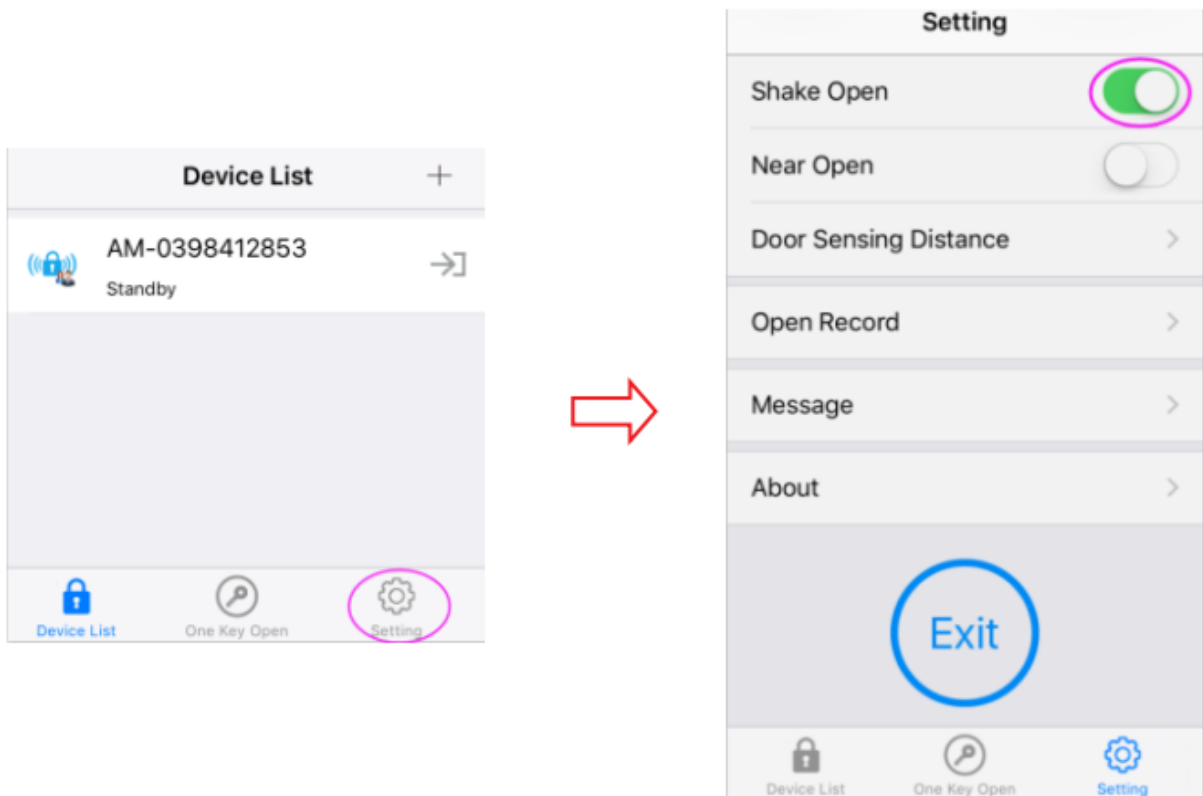 Device List
AM-0398412853
Standby
Device List
One Key Open
Setting
Setting
Shake Open
Near Open
Door Sensing Distance
Open Record
Message
About
Exit
Device List
One Key Open
Setting